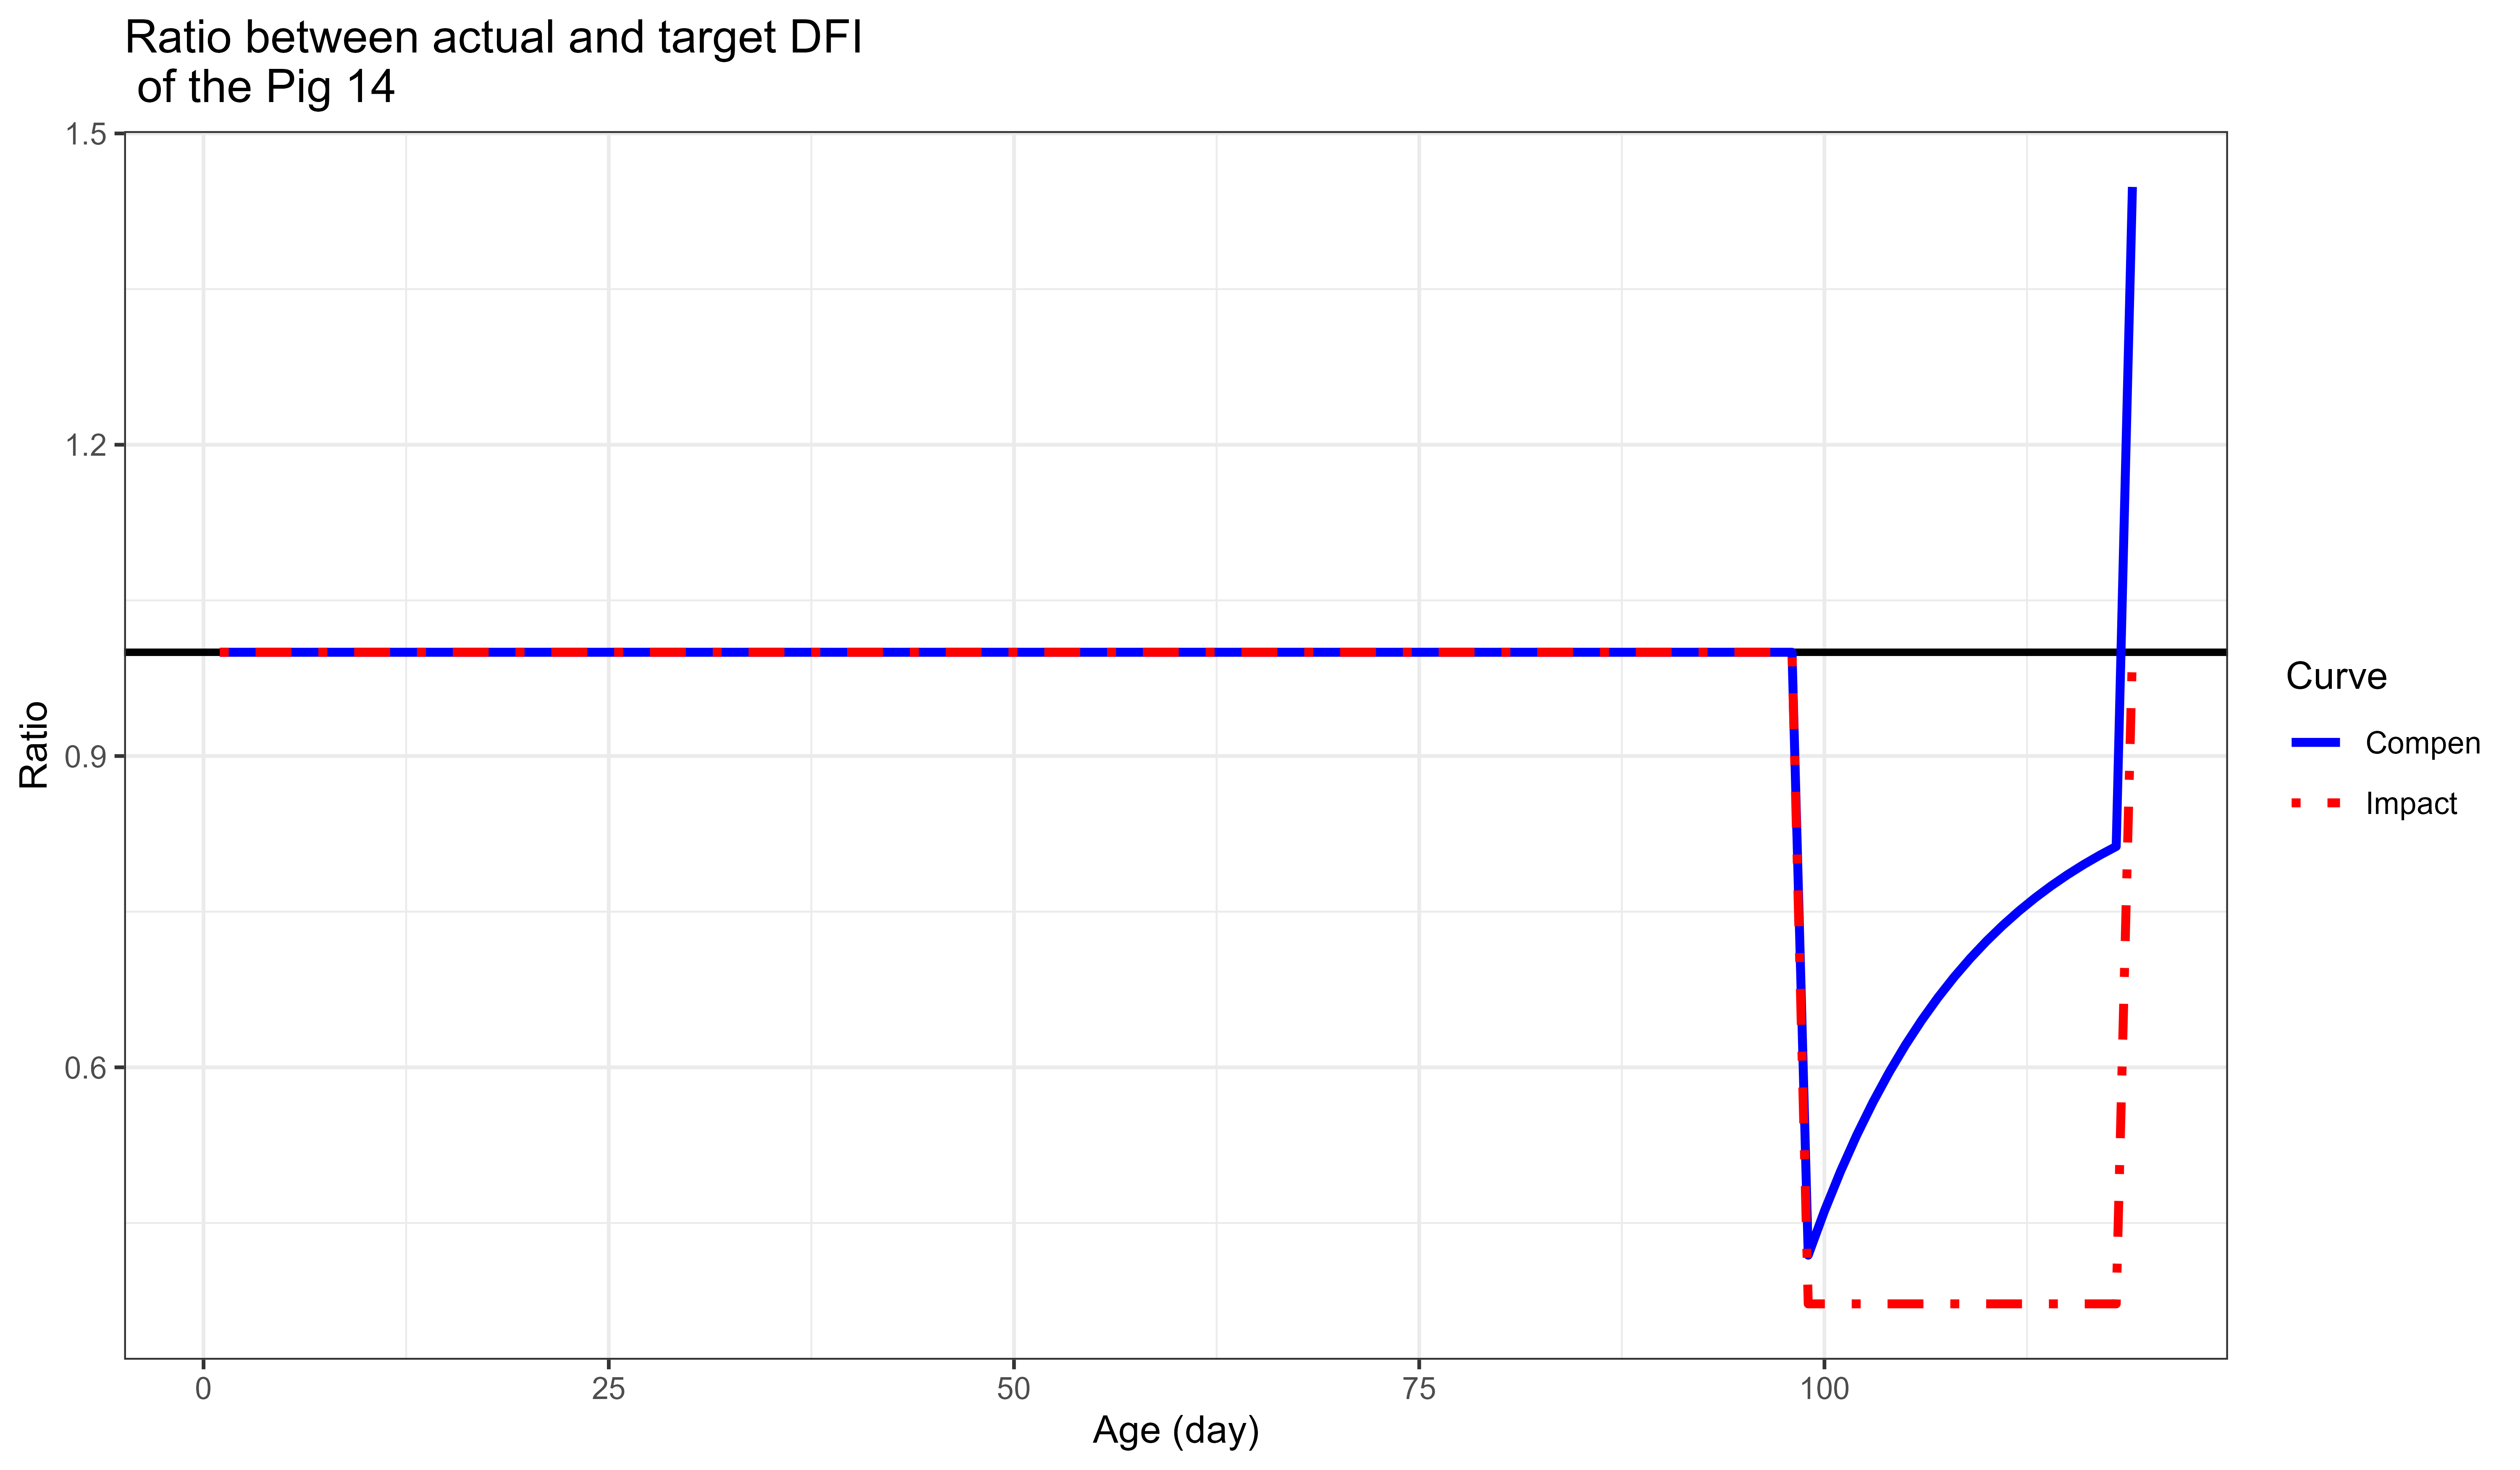 Ratio between actual and target DFI
of the Pig 14
1.5
1.2
0.9
0.6
Ratio
0
25
50
75
100
Age (day)
Curve
Compen
Impact